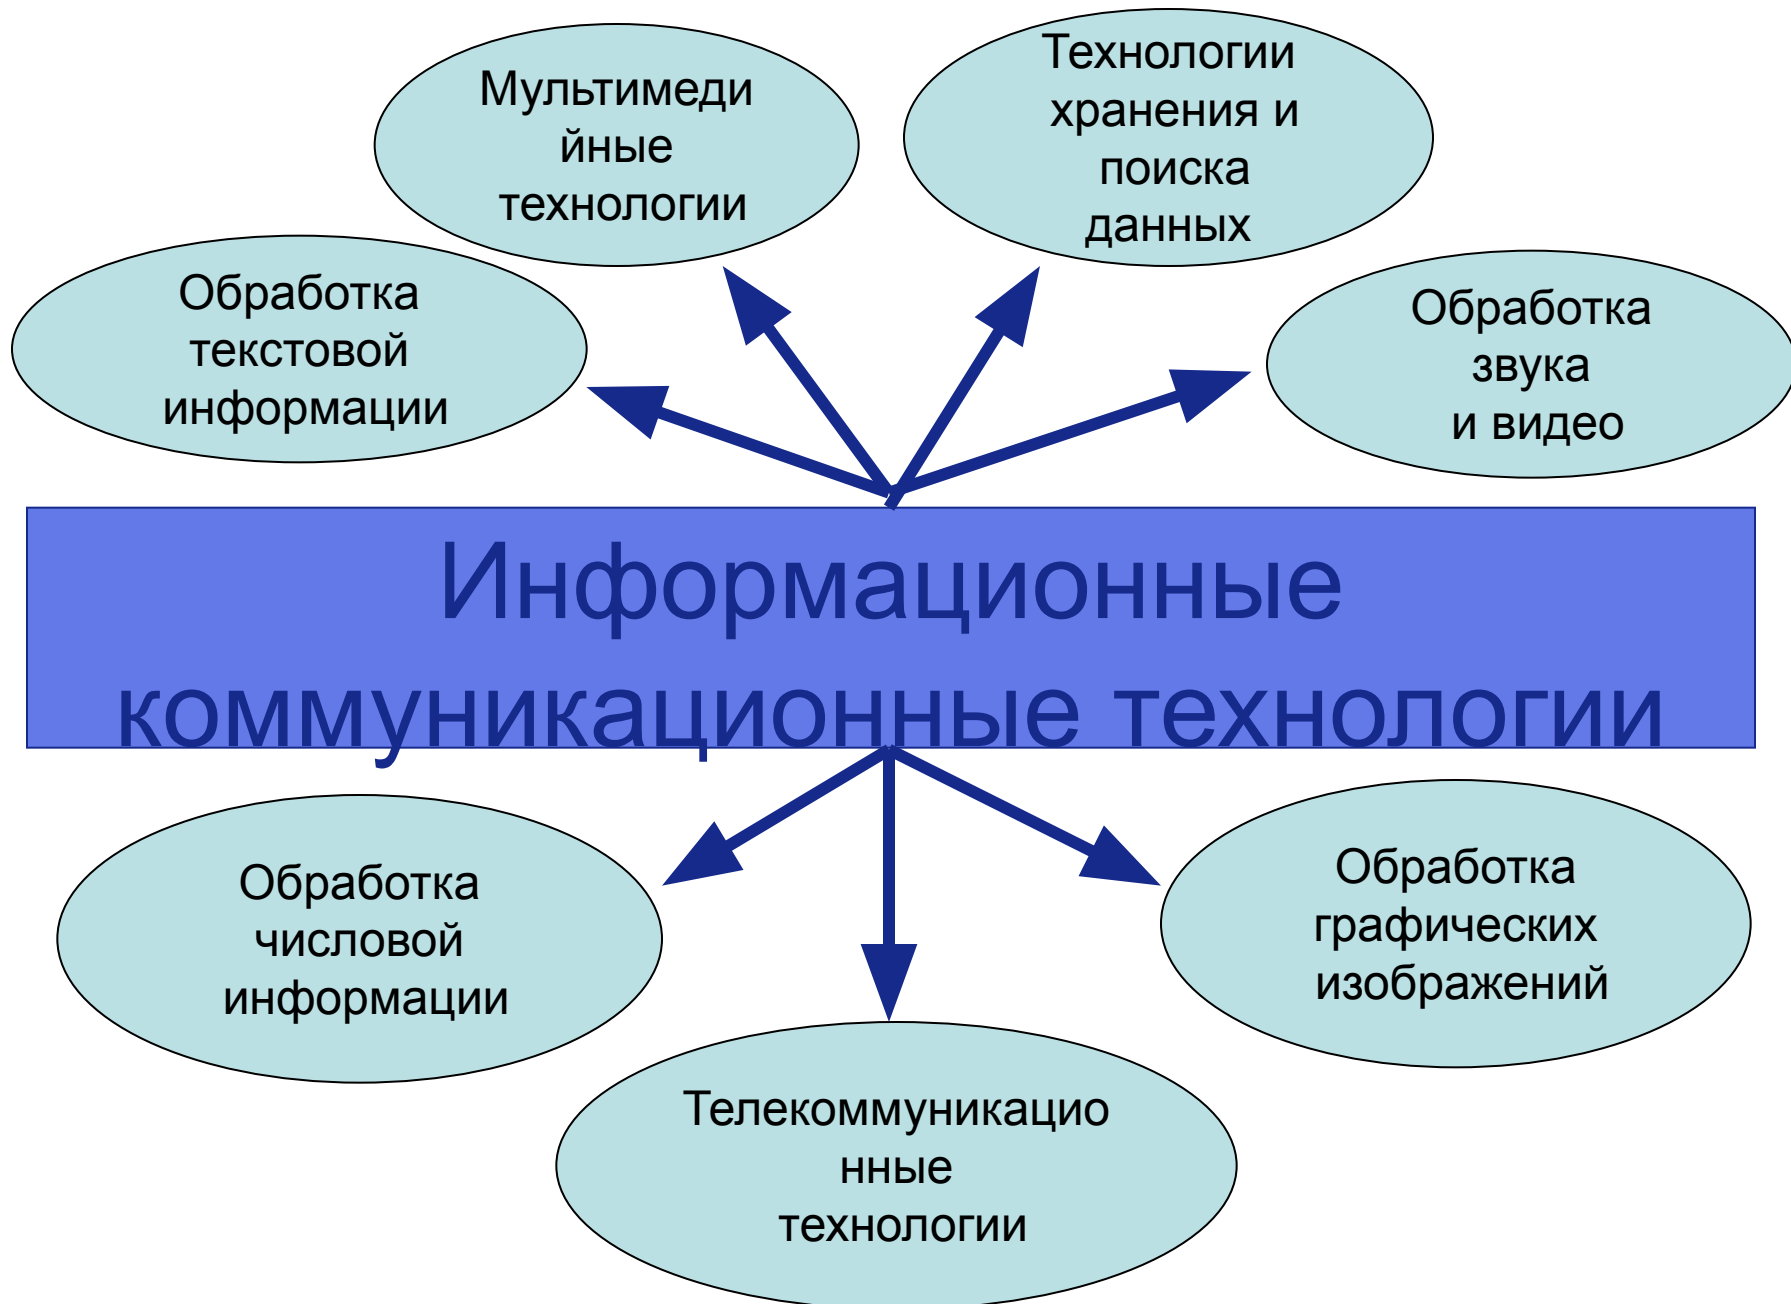 Мультимеди
йные
технологии
Технологии
хранения и
поиска
данных
Обработка
текстовой
информации
Обработка
звука
и видео
Информационные
коммуникационные технологии
Обработка
числовой
информации
Обработка
графических
изображений
Телекоммуникацио
нные
технологии